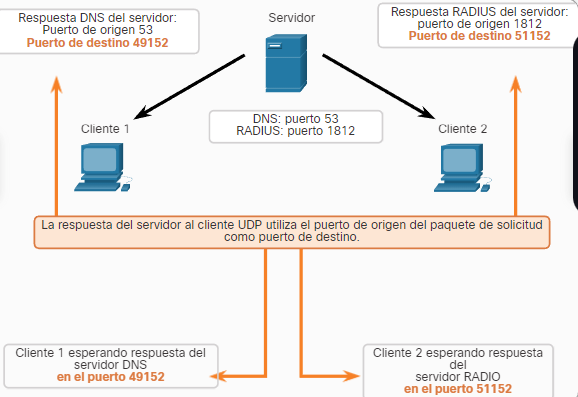 Respuesta DNS del servidor:
Puerto de origen 53
Puerto de destino 49152
Servidor
Respuesta RADIUS del servidor:
puerto de origen 1812
Puerto de destino 51152
DNS: puerto 53
RADIUS: puerto 1812
Cliente 1
Cliente 2
La respuesta del servidor al cliente UDP utiliza el puerto de origen del paquete de solicitud
como puerto de destino.
Cliente 1 esperando respuesta del
servidor DNS
en el puerto 49152
Cliente 2 esperando respuesta
del
servidor RADIO
en el puerto 51152